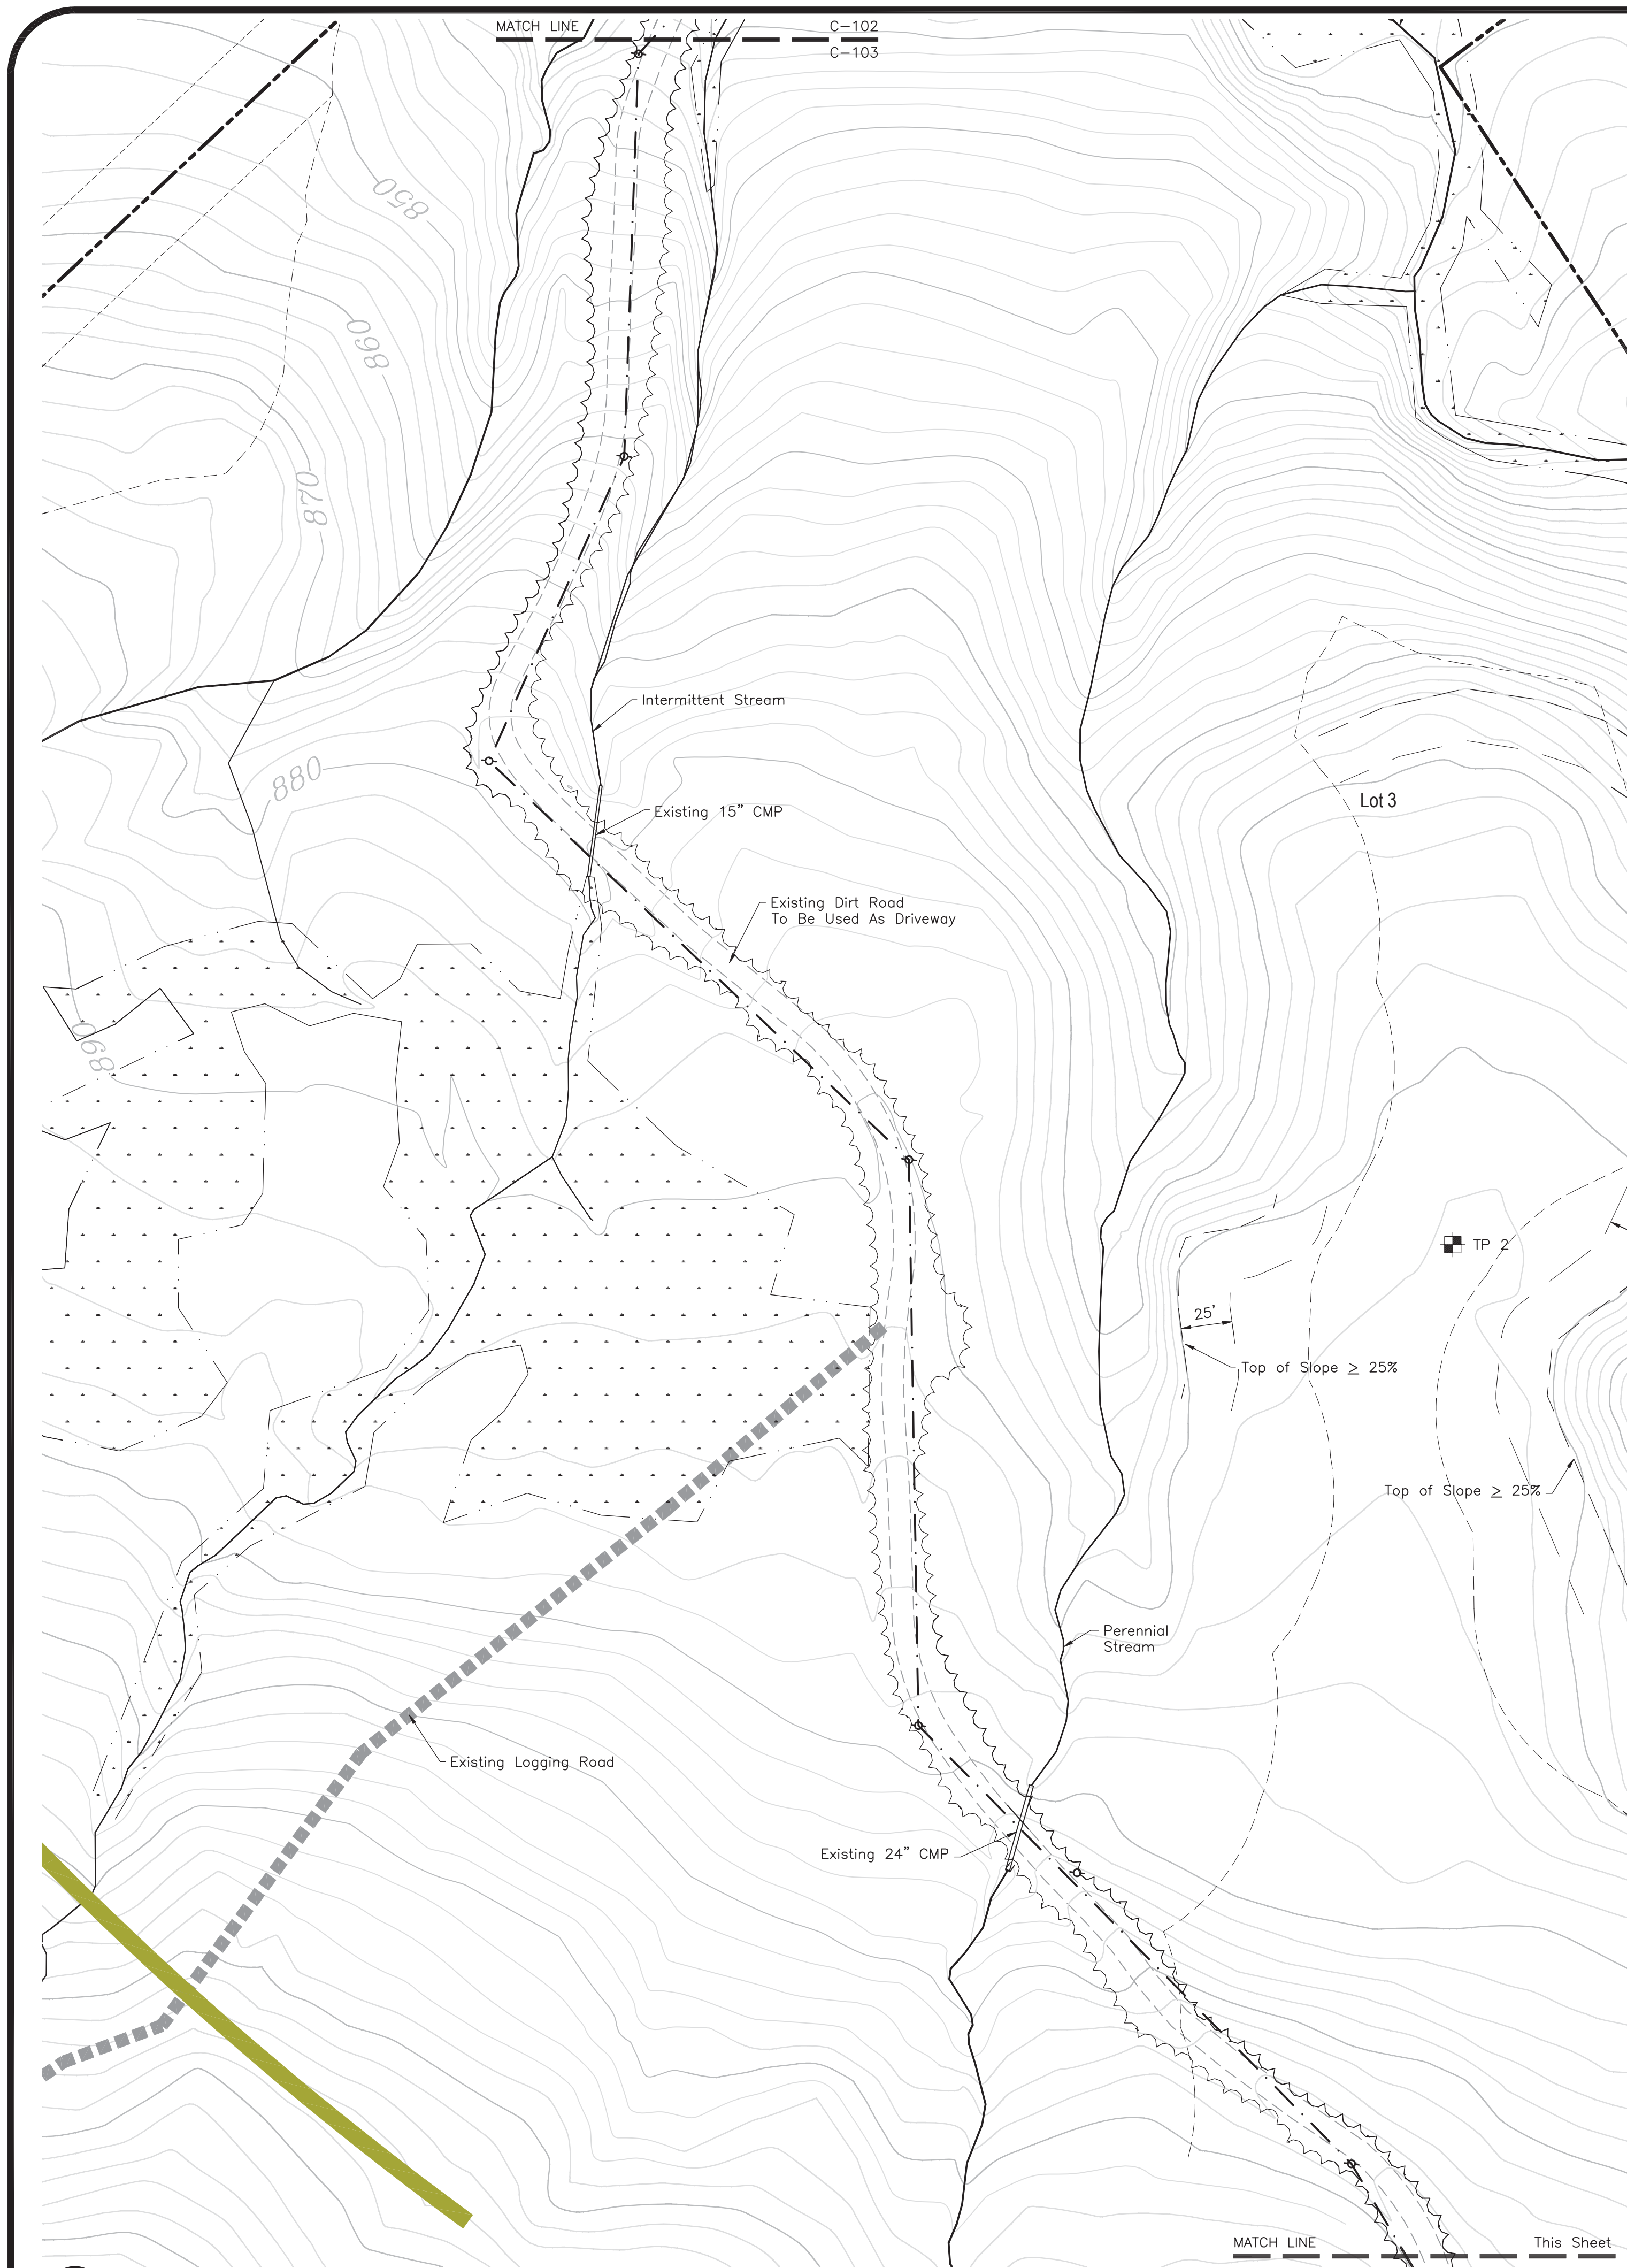 MATCH LINE
C-102
C-103
850
860
870
Intermittent Stream
880
Existing 15" CMP
Lot 3
Existing Dirt Road
To Be Used As Driveway
890
TP 2
25'
Top of Slope ≥ 25%
Top of Slope ≥ 25%
Perennial
Stream
Existing Logging Road
Existing 24" CMP
MATCH LINE
This Sheet